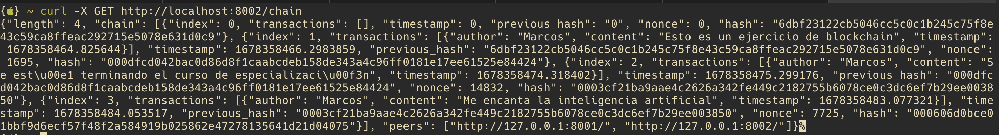 {} ~ curl -X GET http://localhost:8002/chain
{"length": 4, "chain": [{"index": 0, "transactions": [], "timestamp": 0, "previous_hash": "0", "nonce": 0, "hash": "6dbf23122cb5046cc5c0c1b245c75f8e
43c59ca8ffeac292715e5078e631d0c9"}, {"index": 1, "transactions": [{"author": "Marcos", "content": "Esto es un ejercicio de blockchain", "timestamp":
 1678358464.825644}], "timestamp": 1678358466.2983859, "previous_hash": "6dbf23122cb5046cc5c0c1b245c75f8e43c59ca8ffeac292715e5078e631d0c9", "nonce":
 1695, "hash": "000dfcd042bac0d86d8f1caabcdeb158de343a4c96ff0181e17ee61525e84424"}, {"index": 2, "transactions": [{"author": "Marcos", "content": "S
e est\u00e1 terminando el curso de especializaci\u00f3n", "timestamp": 1678358474.318402}], "timestamp": 1678358475.299176, "previous_hash": "000dfc
d042bac0d86d8f1caabcdeb158de343a4c96ff0181e17ee61525e84424", "nonce": 14832, "hash": "0003cf21ba9aae4c2626a342fe449c2182755b6078ce0c3dc6ef7b29ee0038
50"}, {"index": 3, "transactions": [{"author": "Marcos", "content": "Me encanta la inteligencia artificial", "timestamp": 1678358483.077321}], "time
stamp": 1678358484.053517, "previous_hash": "0003cf21ba9aae4c2626a342fe449c2182755b6078ce0c3dc6ef7b29ee003850", "nonce": 7725, "hash": "000606d0bce0
1bbf9d6ecf57f48f2a584919b025862e47278135641d21d04075"}], "peers": ["http://127.0.0.1:8001/", "http://127.0.0.1:8002/"]}%